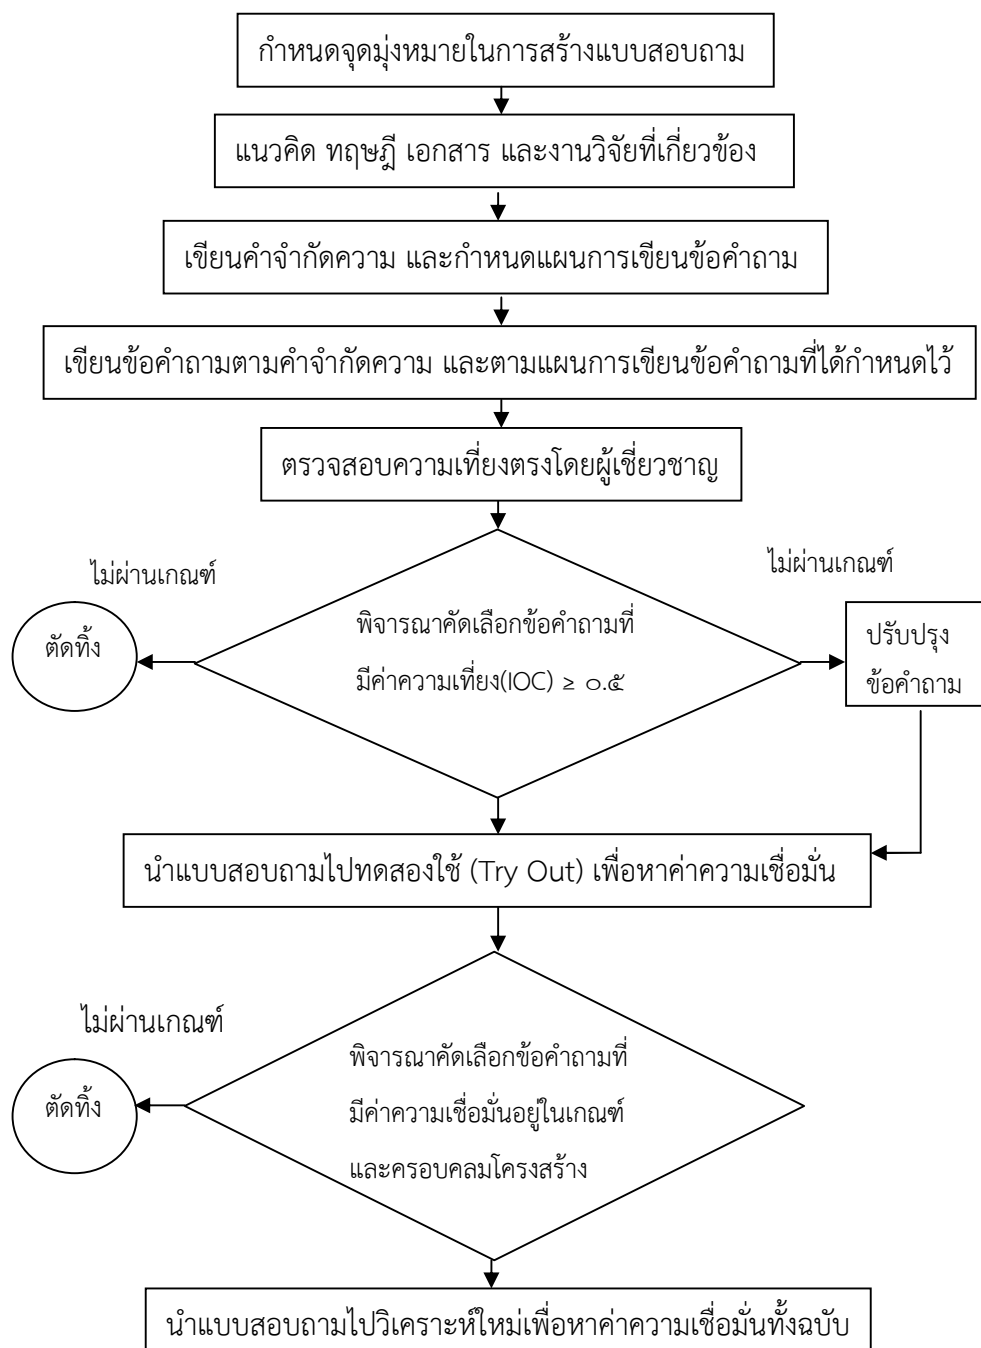 กำหนดจุดมุ่งหมายในการสร้างแบบสอบถาม
แนวคิด ทฤษฎี เอกสาร และงานวิจัยที่เกี่ยวข้อง
เขียนคำจำกัดความ และกำหนดแผนการเขียนข้อคำถาม
เขียนข้อคำถามตามคำจำกัดความ และตามแผนการเขียนข้อคำถามที่ได้กำหนดไว้
ตรวจสอบความเที่ยงตรงโดยผู้เชี่ยวชาญ
ไม่ผ่านเกณฑ์
ไม่ผ่านเกณฑ์
ตัดทิ้ง
พิจารณาคัดเลือกข้อคำถามที่
มีค่าความเที่ยง(IOC) ≥ ๐.๕
ปรับปรุง
ข้อคำถาม
นำแบบสอบถามไปทดสองใช้ (Try Out) เพื่อหาค่าความเชื่อมั่น
ไม่ผ่านเกณฑ์
ตัดทิ้ง
พิจารณาคัดเลือกข้อคำถามที่
มีค่าความเชื่อมั่นอยู่ในเกณฑ์
และครอบคลมโครงสร้าง
นำแบบสอบถามไปวิเคราะห์ใหม่เพื่อหาค่าความเชื่อมั่นทั้งฉบับ